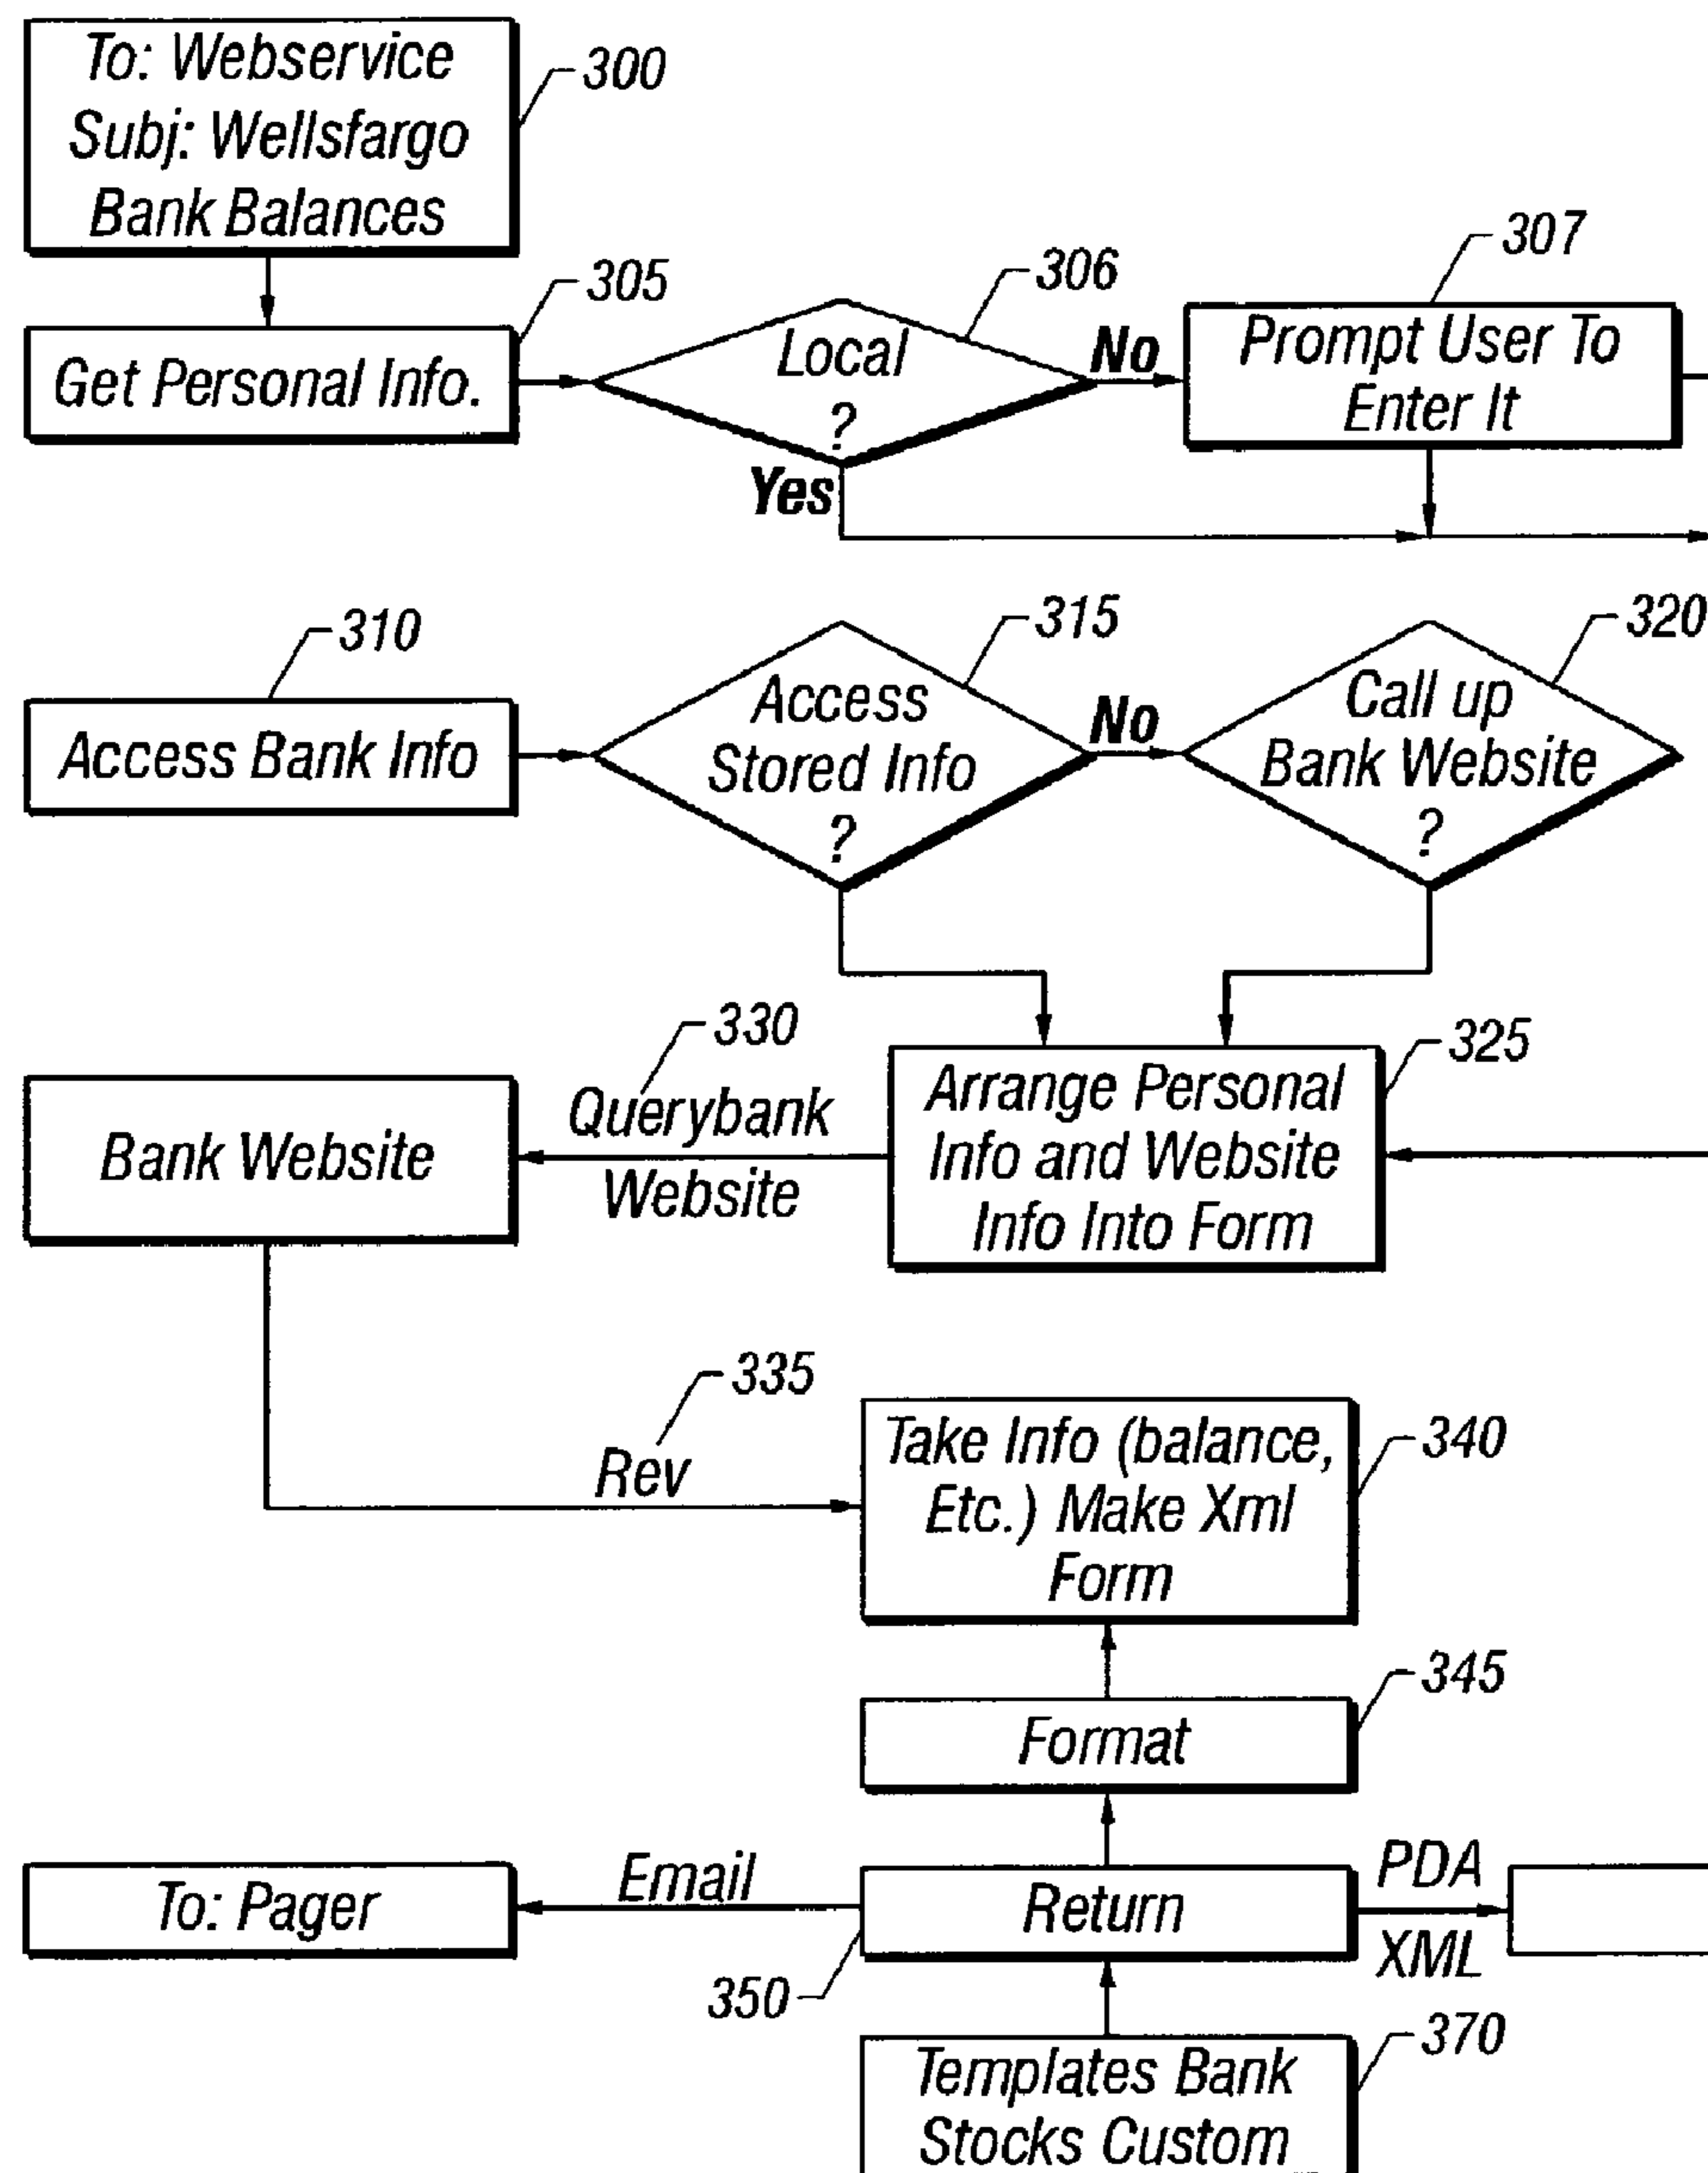 To: Webservice
Subj: Wellsfargo
Bank Balances
300
Get Personal Info.
305
Local
?
306
No
Yes
Prompt User To
Enter It
307
Access Bank Info
310
Access
Stored Info
?
315
No
Call up
Bank Website
?
320
Arrange Personal
Info and Website
Info Into Form
325
Querybank
Website
330
Bank Website
Rev
335
Take Info (balance,
Etc.) Make Xml
Form
340
Format
345
To: Pager
Email
Return
350
PDA
XML
Templates Bank
Stocks Custom
370